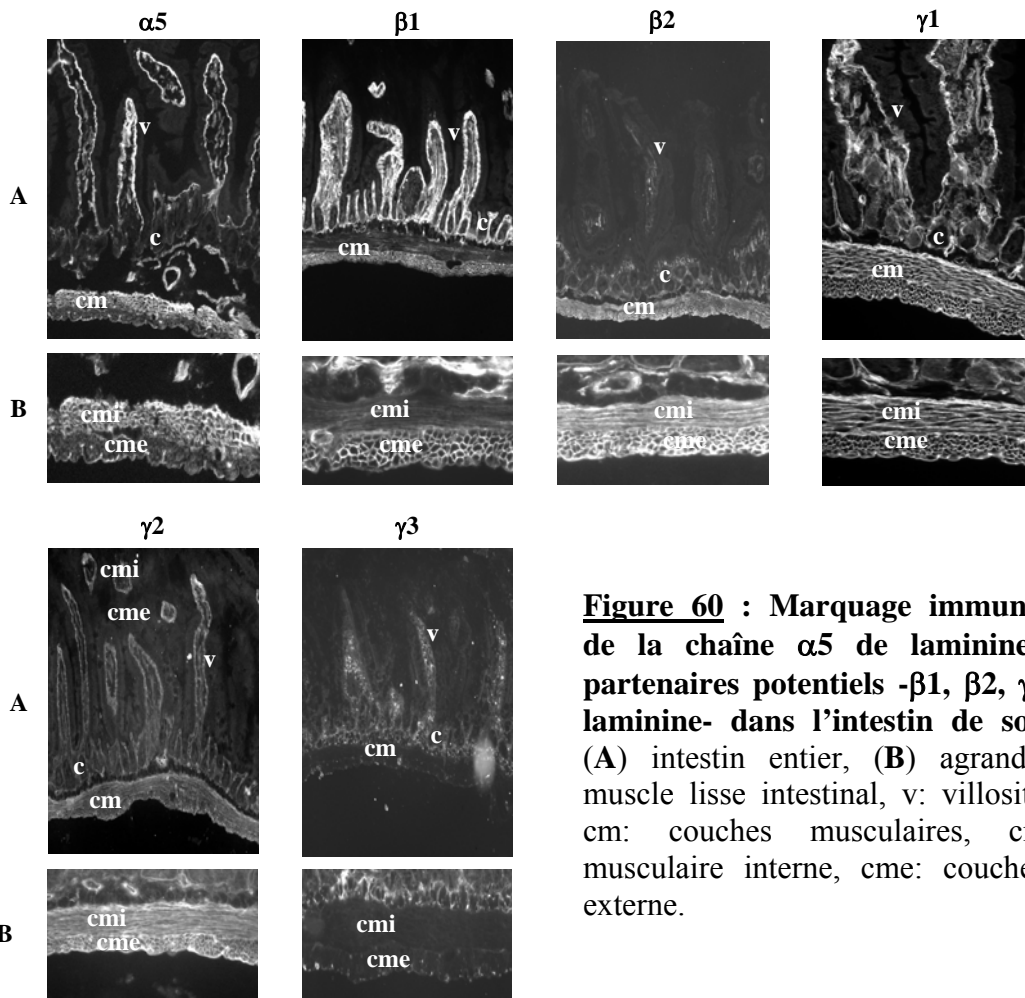 α5 β1 β2 γ1
v v v v
A
c c c c
cm cm cm cm
B
cmi cmi cmi cmi
cme cme cme cme
γ2 γ3
cmi
cme
v v
A
c c
cm cm
B
cmi cmi
cme cme
Figure 60 : Marquage immun
de la chaîne α5 de laminine
partenaires potentiels -β1, β2, γ
laminine- dans l'intestin de so
(A) intestin entier, (B) agrand
muscle lisse intestinal, v: villosit
cm: couches musculaires, c
musculaire interne, cme: couche
externe.